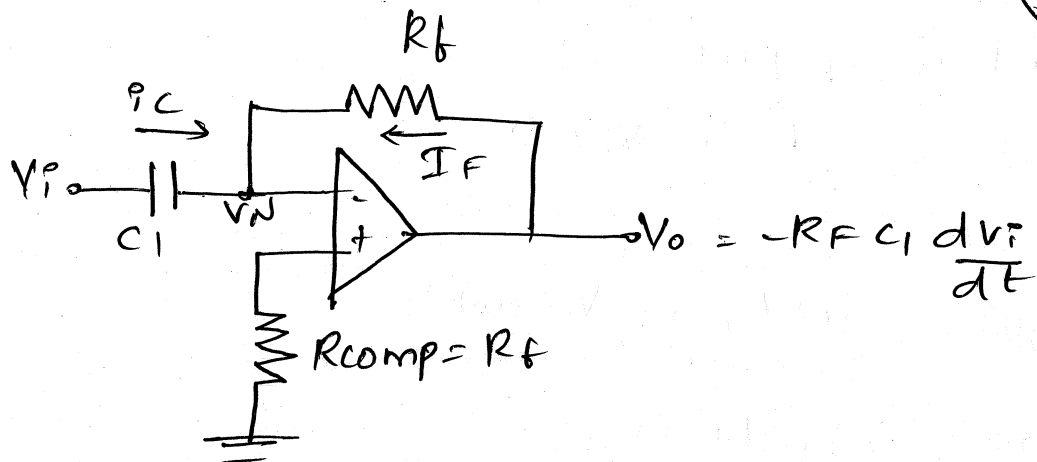 Rf
ic
IF
Vi
VN
-
C1
+
Vo = -RF C1 dvi/dt
Rcomp = Rf